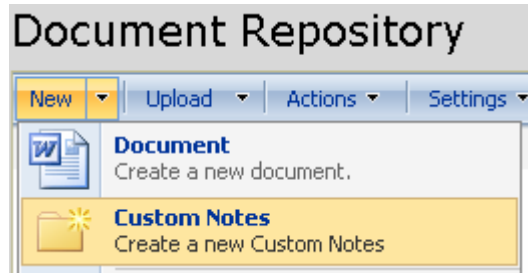 Document Repository
New Upload Actions Settings
Document
Create a new document.
Custom Notes
Create a new Custom Notes